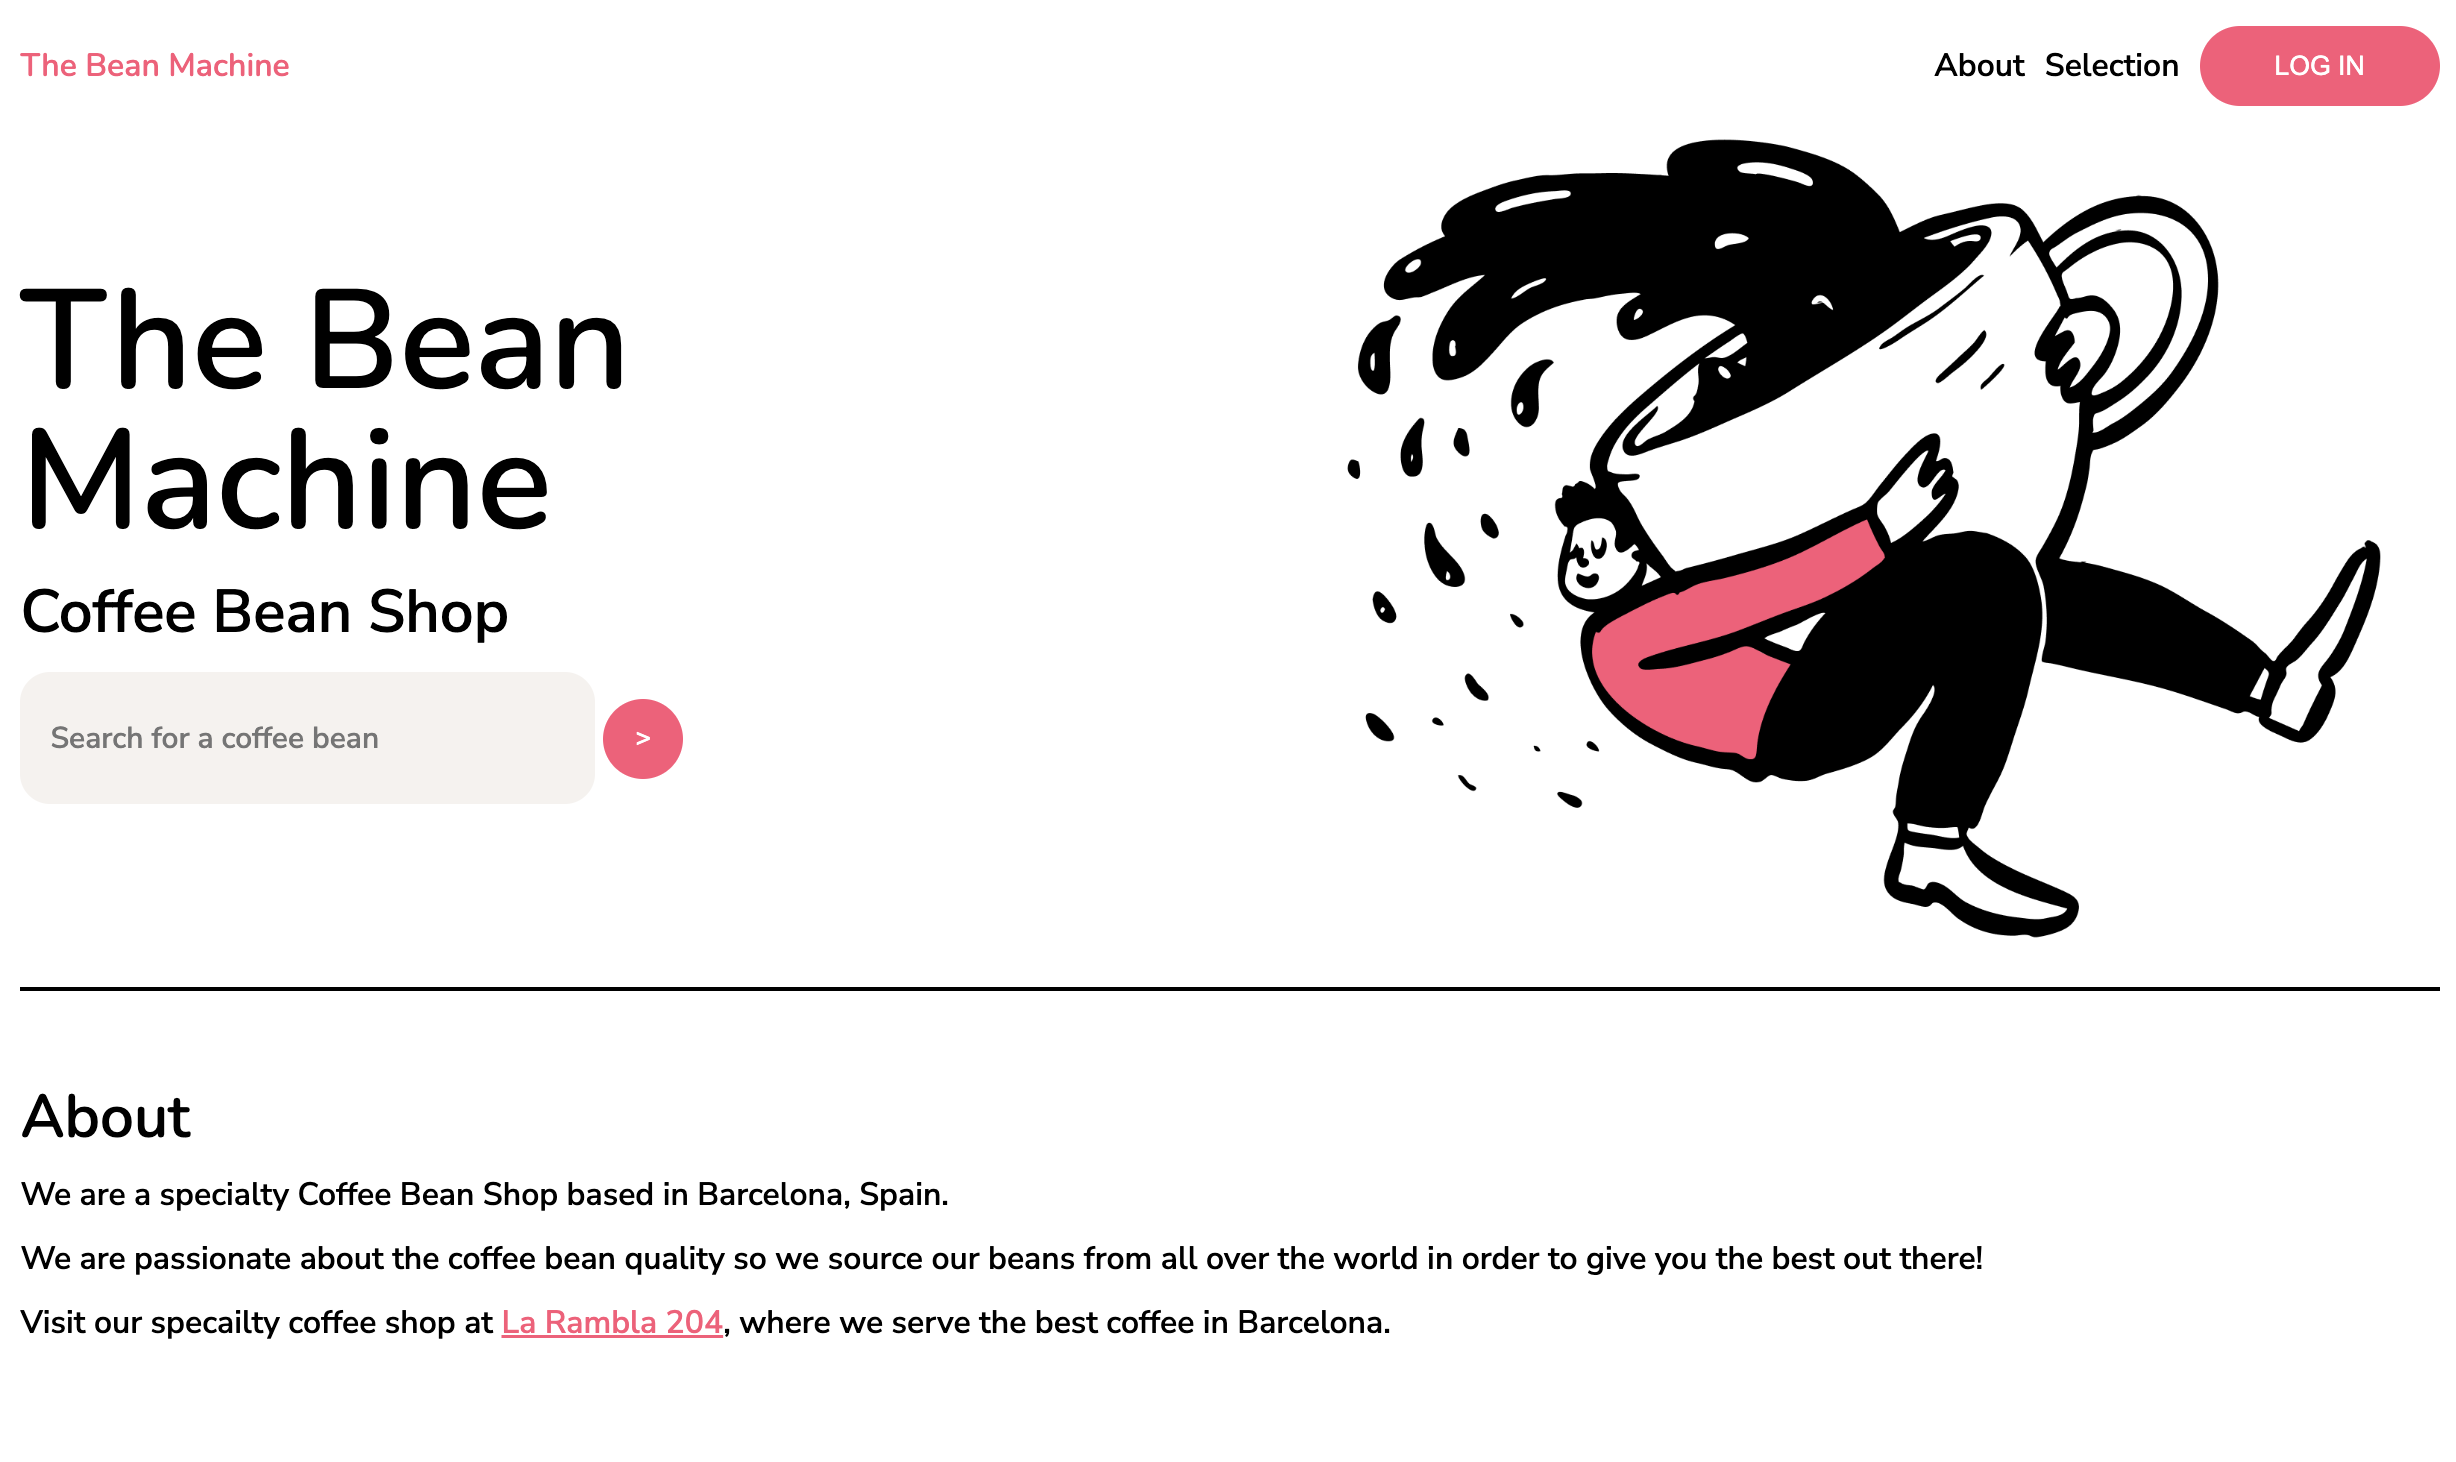 The Bean Machine
About Selection LOG IN
The Bean
Machine
Coffee Bean Shop
Search for a coffee bean >
About
We are a specialty Coffee Bean Shop based in Barcelona, Spain.
We are passionate about the coffee bean quality so we source our beans from all over the world in order to give you the best out there!
Visit our specailty coffee shop at La Rambla 204, where we serve the best coffee in Barcelona.